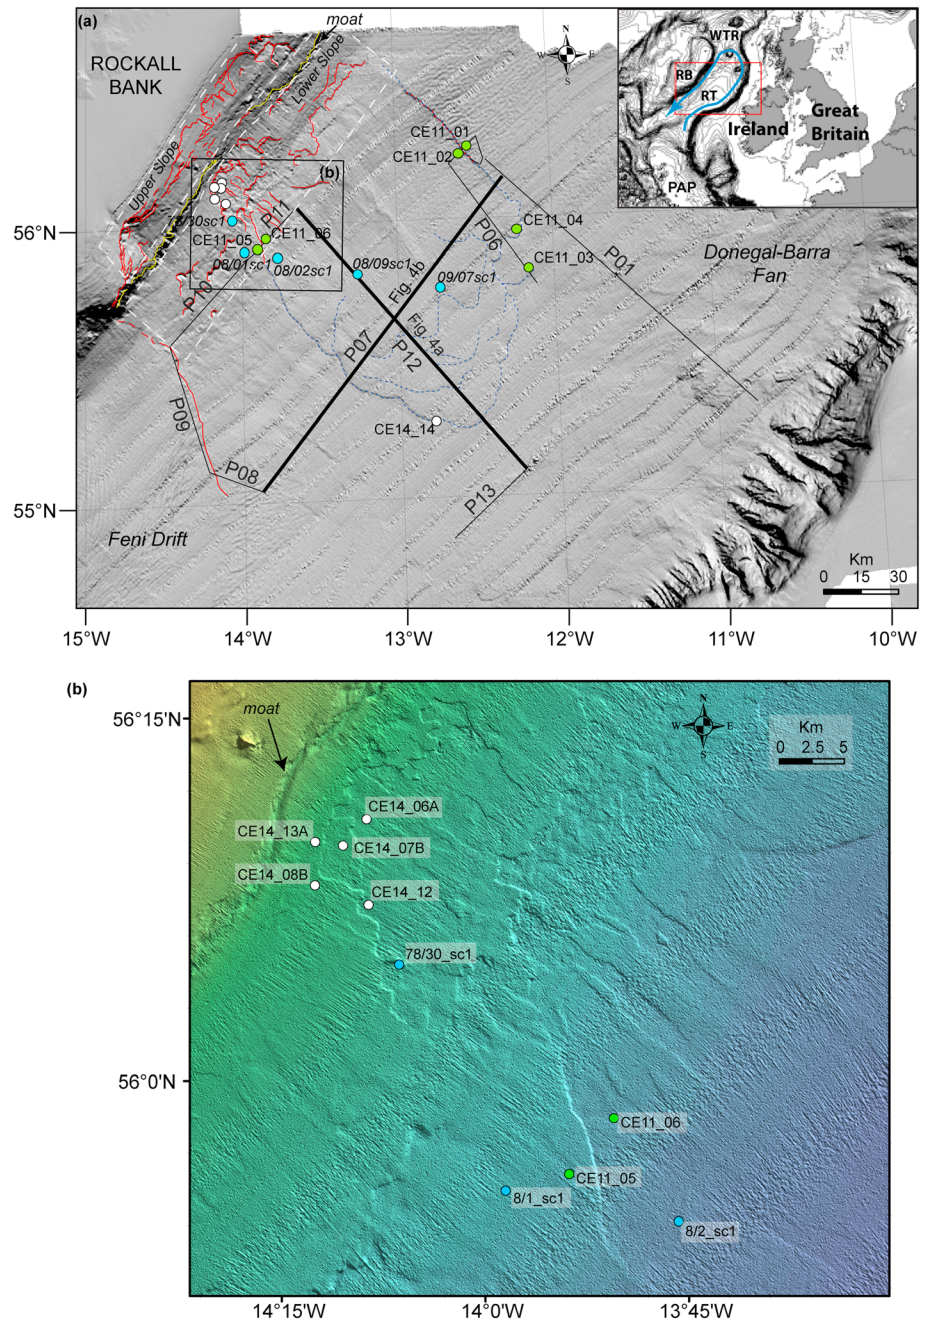 (a)
moat
ROCKALL
BANK
Upper Slope
Lower Slope
N
W
E
S
WTR
RB
RT
Ireland
Great
Britain
PAP
CE11_01
CE11_02
(b)
78/30sc1
P11
CE11_06
CE11_05
08/01sc1
08/02sc1
08/09sc1
09/07sc1
CE11_04
CE11_03
P06
P01
Donegal-Barra
Fan
P10
Fig. 4b
Fig. 4a
P07
P12
CE14_14
P09
P08
P13
Feni Drift
Km
0 15 30
56°N
55°N
15°W
14°W
13°W
12°W
11°W
10°W
(b)
moat
N
W
E
S
Km
0 2.5 5
56°15'N
56°0'N
CE14_06A
CE14_13A
CE14_07B
CE14_08B
CE14_12
78/30_sc1
CE11_06
CE11_05
8/1_sc1
8/2_sc1
14°15'W
14°0'W
13°45'W